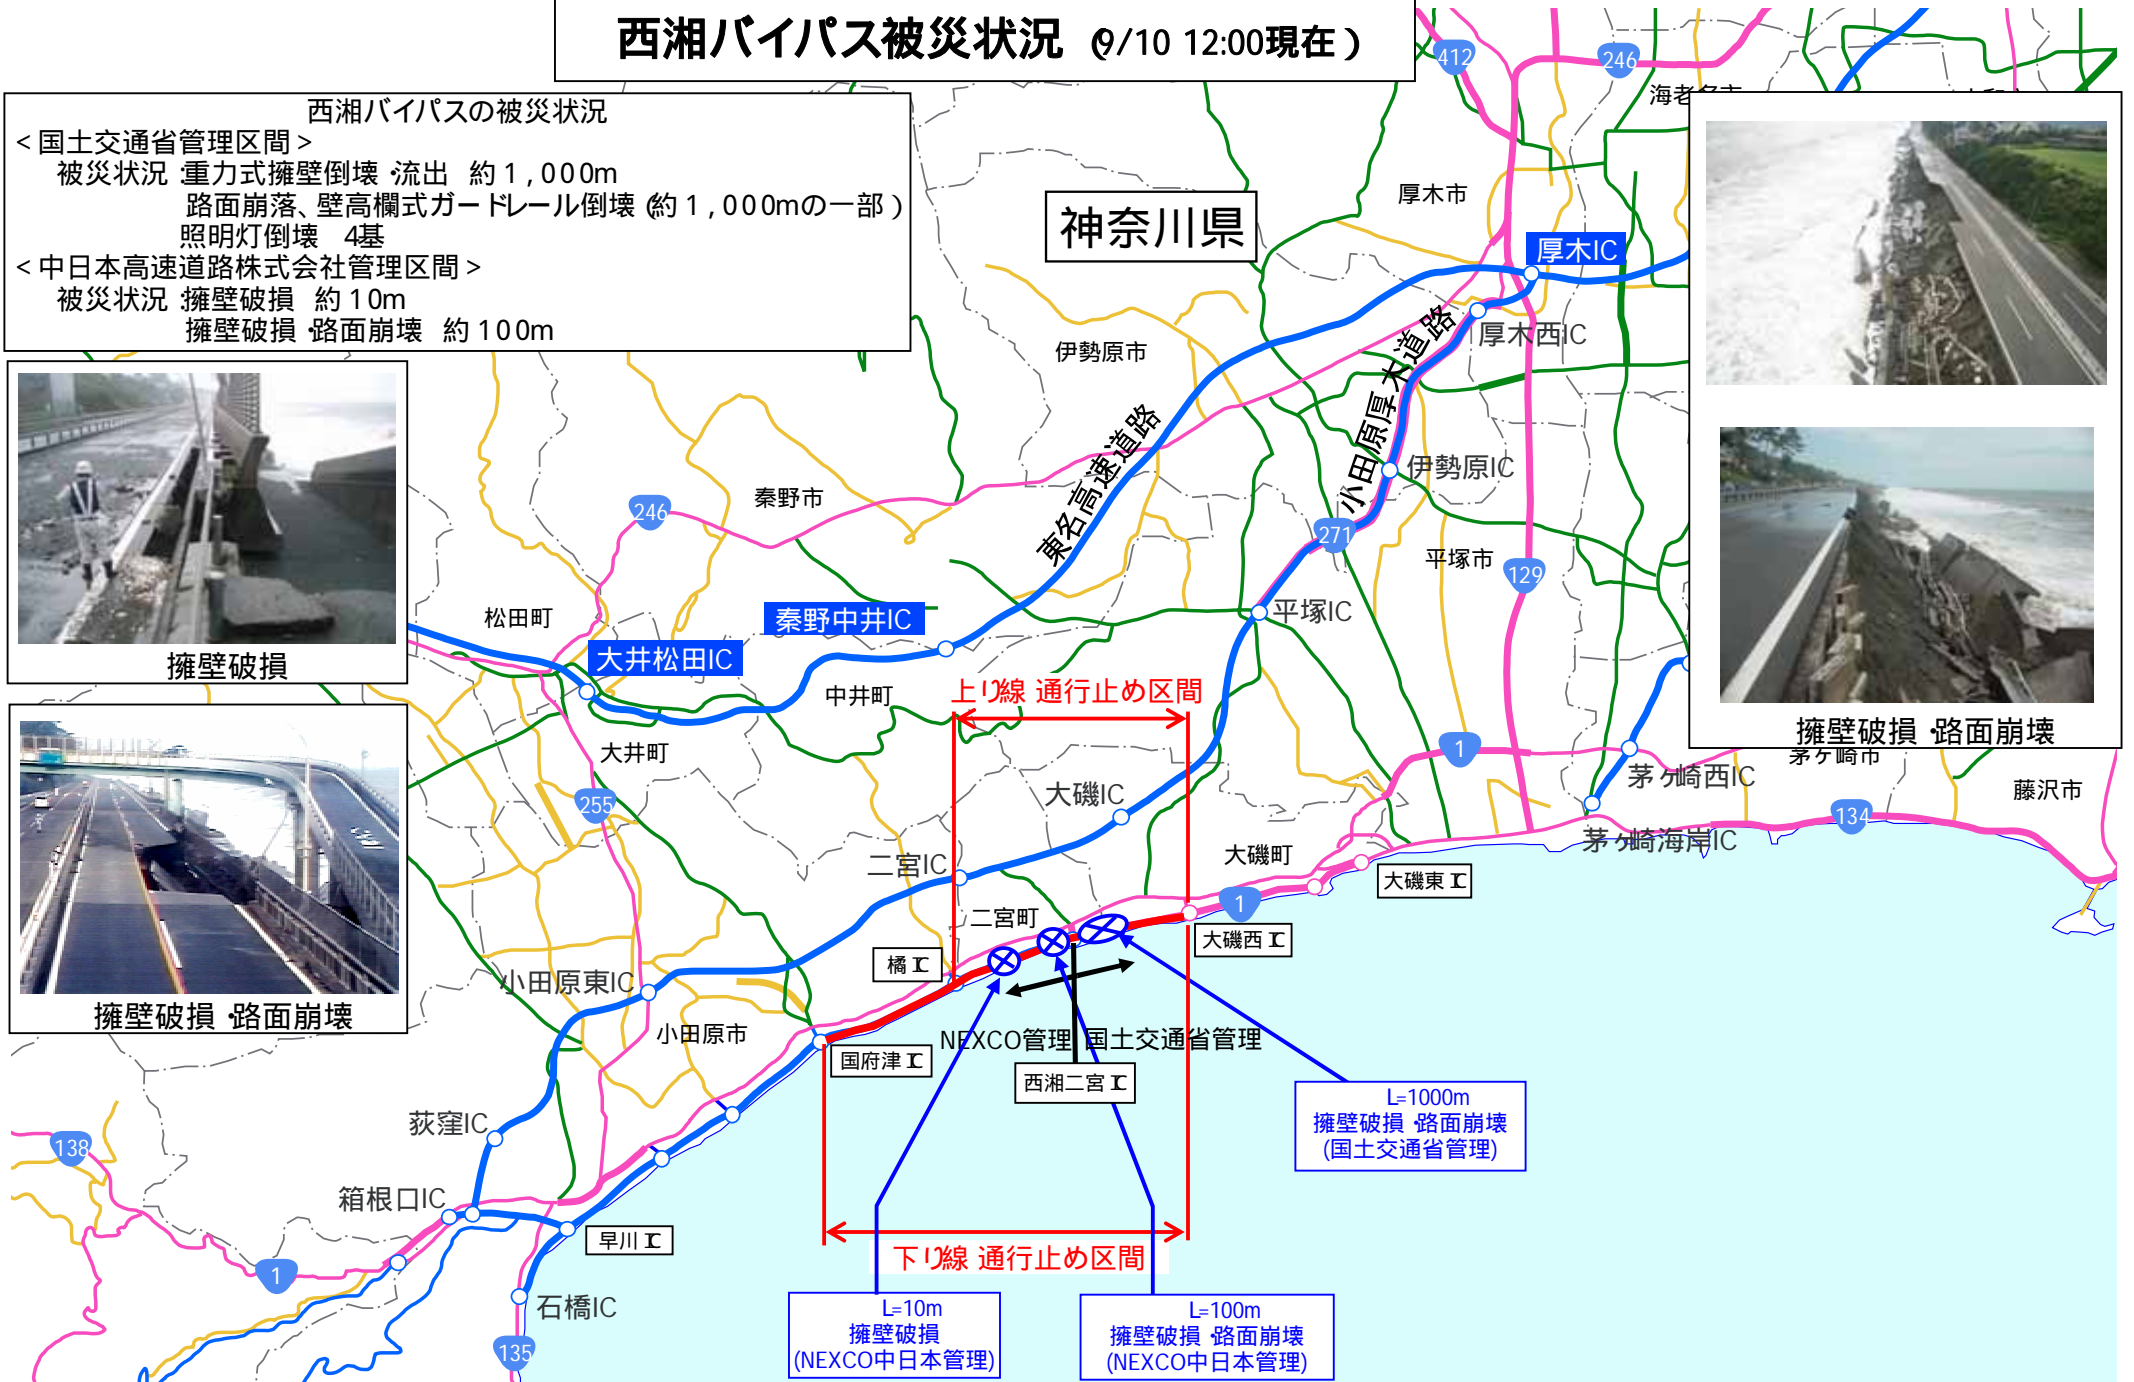 西湘バイパス被災状況 (9/10 12:00現在)
西湘バイパスの被災状況
<国土交通省管理区間>
被災状況:重力式擁壁倒壊・流出 約1,000m
路面崩落、壁高欄式ガードレール倒壊(約1,000mの一部)
照明灯倒壊 4基
<中日本高速道路株式会社管理区間>
被災状況:擁壁破損 約10m
擁壁破損・路面崩壊 約100m
擁壁破損
擁壁破損・路面崩壊
擁壁破損・路面崩壊
神奈川県
412
246
海老名市
厚木市
厚木IC
厚木西IC
伊勢原市
小田原厚木道路
東名高速道路
伊勢原IC
秦野市
246
271
平塚市
129
松田町
秦野中井IC
平塚IC
大井松田IC
中井町
上り線 通行止め区間
大井町
1
茅ヶ崎市
茅ヶ崎西IC
藤沢市
255
大磯IC
134
茅ヶ崎海岸IC
二宮IC
大磯町
大磯東IC
1
二宮町
大磯西IC
橘IC
小田原東IC
小田原市
NEXCO管理
国土交通省管理
国府津IC
西湘二宮IC
L=1000m
擁壁破損・路面崩壊
(国土交通省管理)
荻窪IC
138
箱根口IC
早川IC
下り線 通行止め区間
1
石橋IC
135
L=10m
擁壁破損
(NEXCO中日本管理)
L=100m
擁壁破損・路面崩壊
(NEXCO中日本管理)